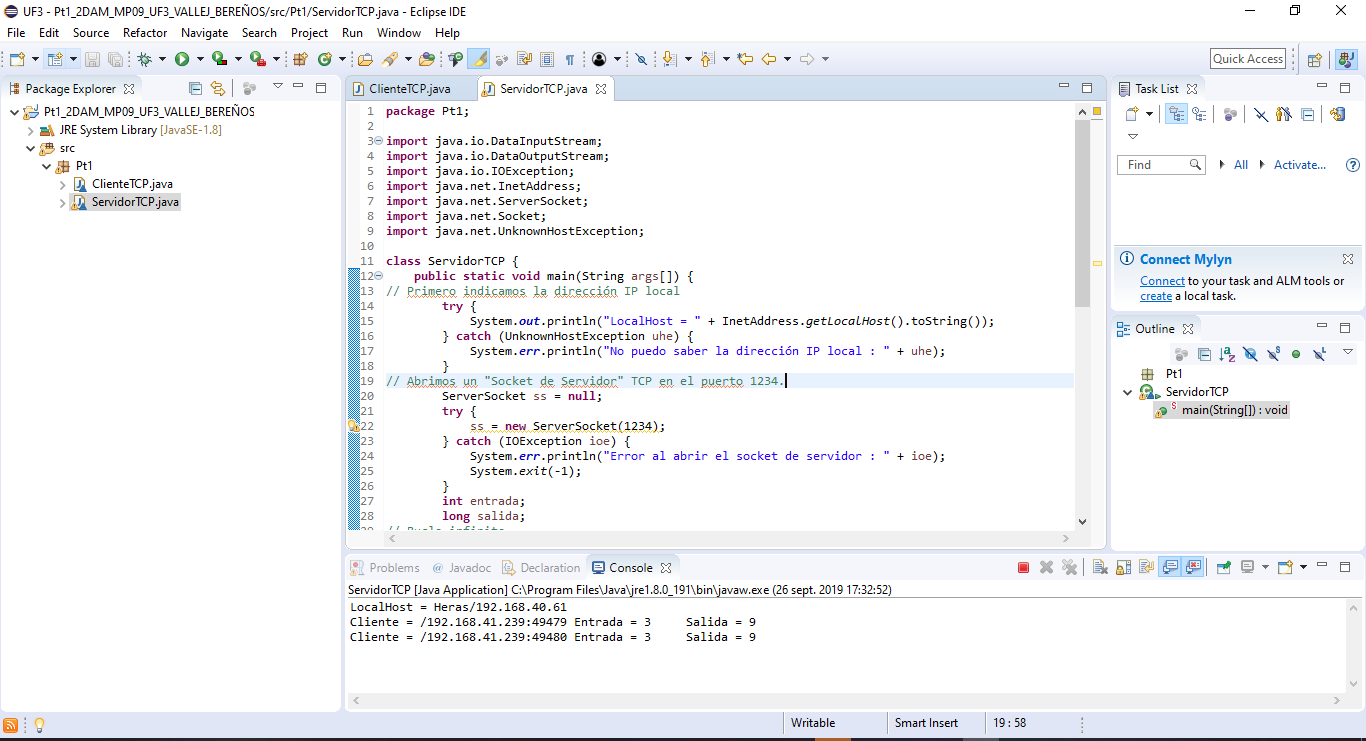 UF3 - Pt1_2DAM_MP09_UF3_VALLEJ_BEREÑOS/src/Pt1/ServidorTCP.java - Eclipse IDE
File Edit Source Refactor Navigate Search Project Run Window Help
Quick Access
Package Explorer
Pt1_2DAM_MP09_UF3_VALLEJ_BEREÑOS
JRE System Library [JavaSE-1.8]
src
Pt1
ClienteTCP.java
ServidorTCP.java
ClienteTCP.java ServidorTCP.java
1 package Pt1;
2
3 import java.io.DataInputStream;
4 import java.io.DataOutputStream;
5 import java.io.IOException;
6 import java.net.InetAddress;
7 import java.net.ServerSocket;
8 import java.net.Socket;
9 import java.net.UnknownHostException;
10
11 class ServidorTCP {
12 public static void main(String args[]) {
13 // Primero indicamos la dirección IP local
14 try {
15 System.out.println("LocalHost = " + InetAddress.getLocalHost().toString());
16 } catch (UnknownHostException uhe) {
17 System.err.println("No puedo saber la dirección IP local : " + uhe);
18 }
19 // Abrimos un "Socket de Servidor" TCP en el puerto 1234.
20 ServerSocket ss = null;
21 try {
22 ss = new ServerSocket(1234);
23 } catch (IOException ioe) {
24 System.err.println("Error al abrir el socket de servidor : " + ioe);
25 System.exit(-1);
26 }
27 int entrada;
28 long salida;
Task List
Find All Activate...
Connect Mylyn
Connect to your task and ALM tools or
create a local task.
Outline
Pt1
ServidorTCP
main(String[]) : void
Problems Javadoc Declaration Console
ServidorTCP [Java Application] C:\Program Files\Java\jre1.8.0_191\bin\javaw.exe (26 sept. 2019 17:32:52)
LocalHost = Heras/192.168.40.61
Cliente = /192.168.41.239:49479 Entrada = 3 Salida = 9
Cliente = /192.168.41.239:49480 Entrada = 3 Salida = 9
Writable Smart Insert 19 : 58